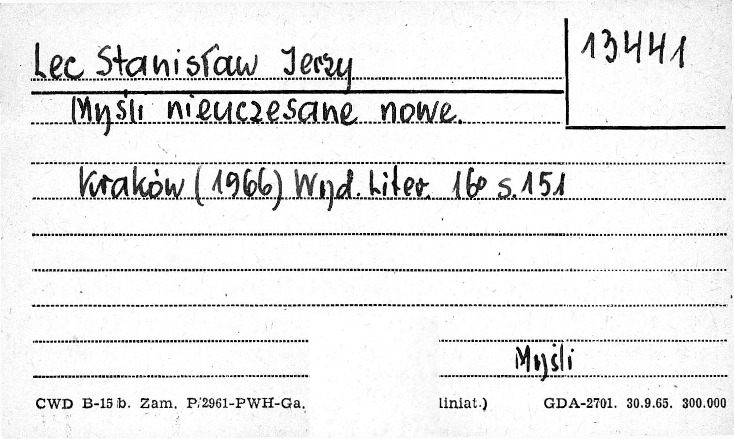 Lec Stanisław Jerzy
13441
Myśli nieuczesane nowe.
Kraków (1966) Wyd. Liter. 16° s. 151
Myśli
CWD B-15 b. Zam. P/2961-PWH-Ga. liniat.) GDA-2701. 30.9.65. 300.000